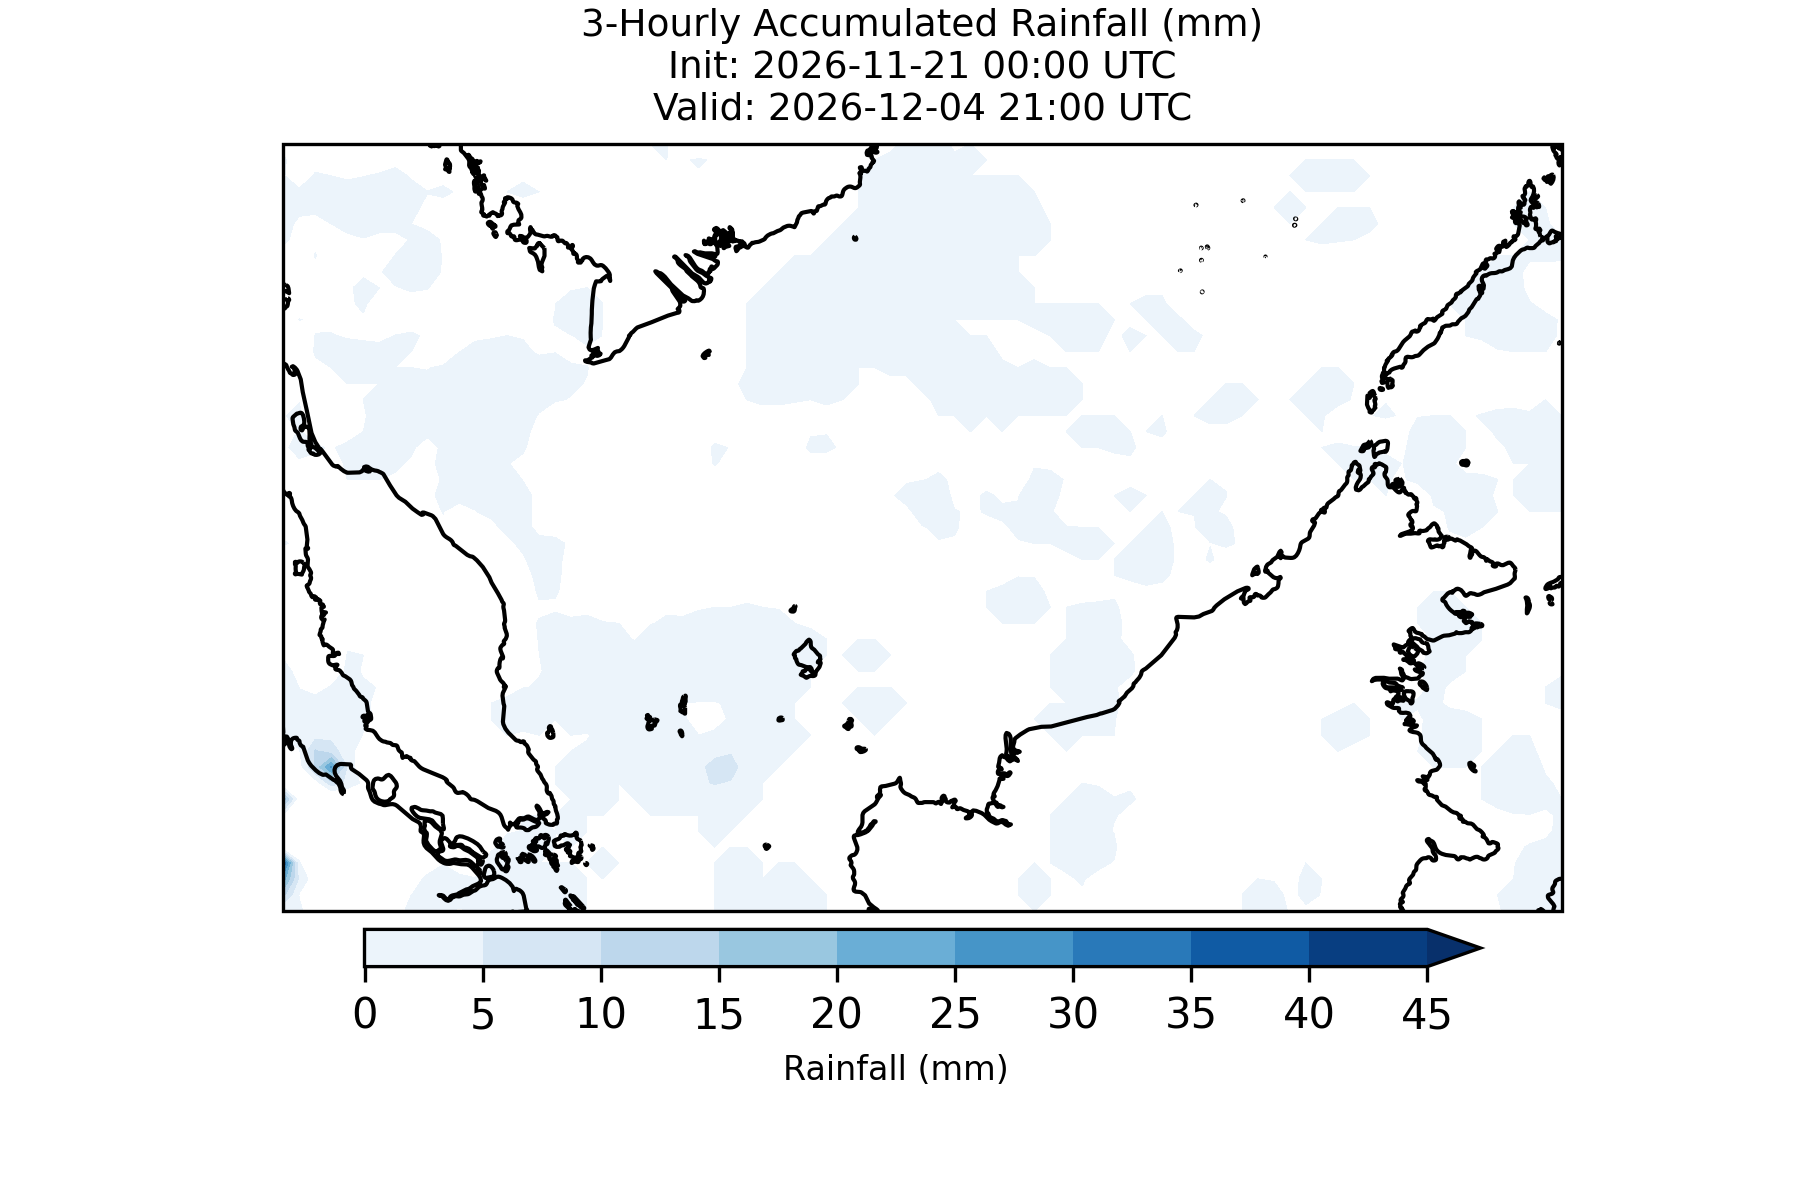 3-Hourly Accumulated Rainfall (mm)
Init: 2026-11-21 00:00 UTC
Valid: 2026-12-04 21:00 UTC
0 5 10 15 20 25 30 35 40 45
Rainfall (mm)